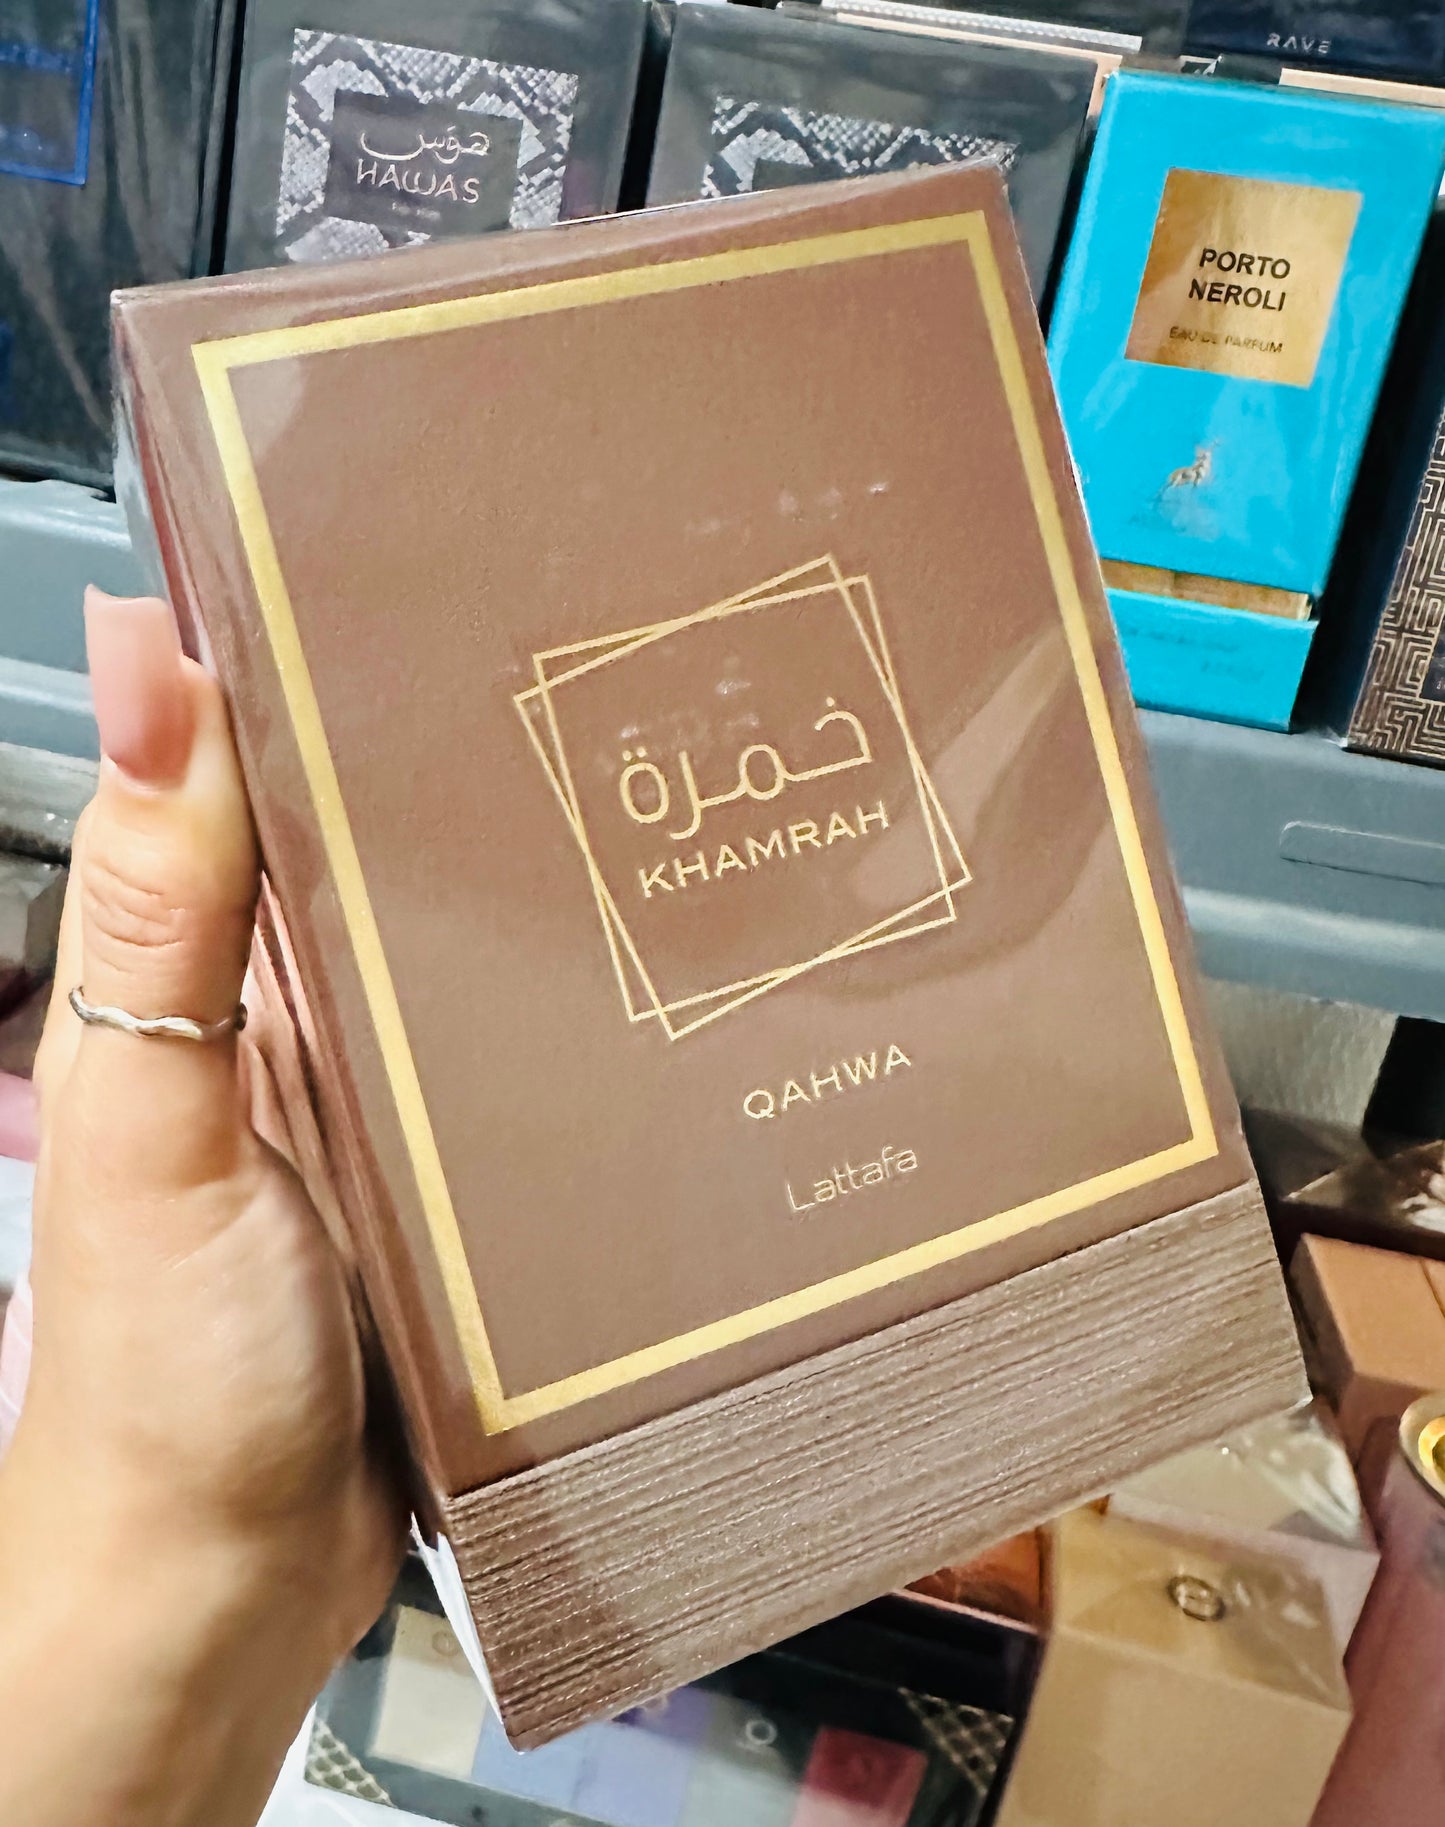 RAVE
هوس
HAWAS
PORTO
NEROLI
EAU DE PARFUM
خمرة
KHAMRAH
QAHWA
Lattafa